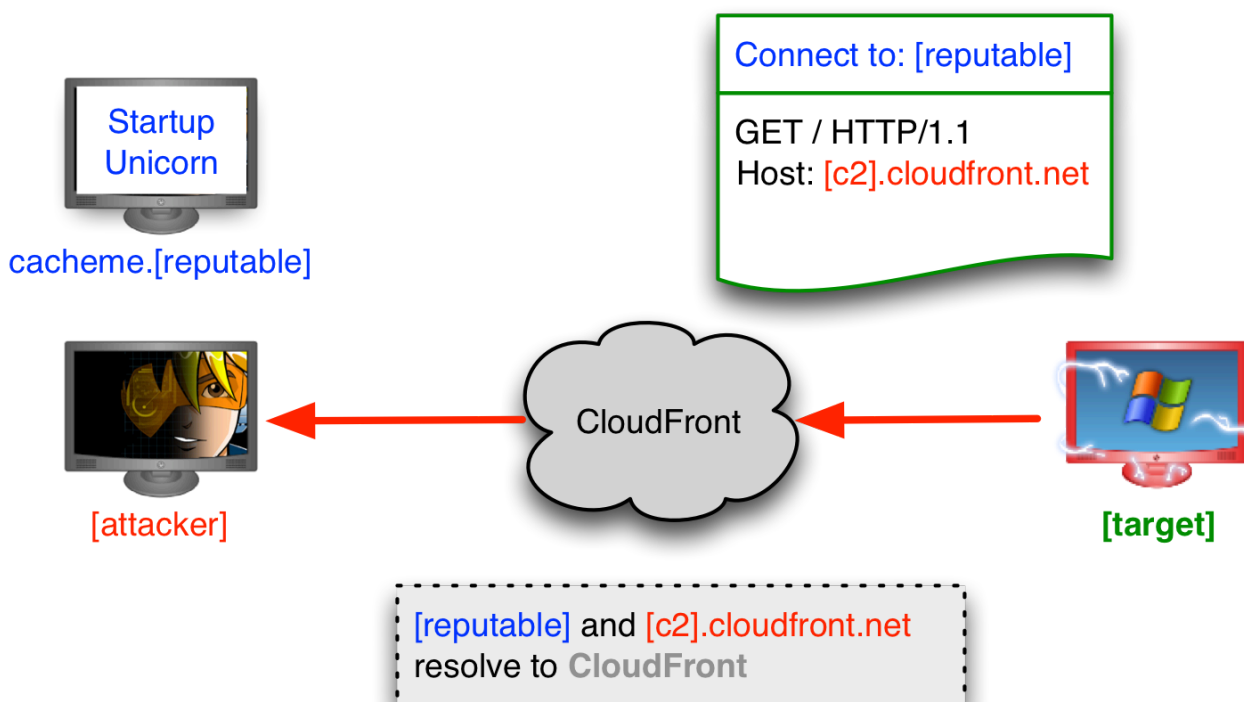 Startup
Unicorn
cacheme.[reputable]
Connect to: [reputable]
GET / HTTP/1.1
Host: [c2].cloudfront.net
CloudFront
[attacker]
[target]
[reputable] and [c2].cloudfront.net
resolve to CloudFront